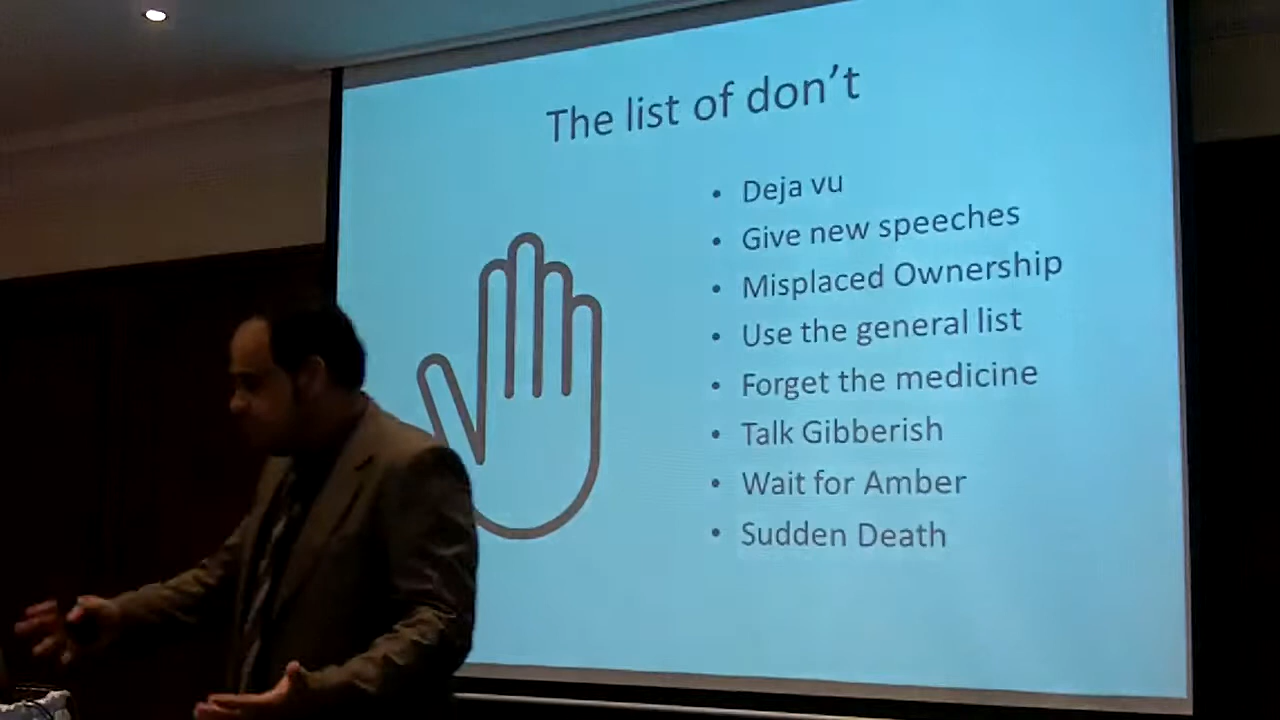 The list of don't
• Deja vu
• Give new speeches
• Misplaced Ownership
• Use the general list
• Forget the medicine
• Talk Gibberish
• Wait for Amber
• Sudden Death